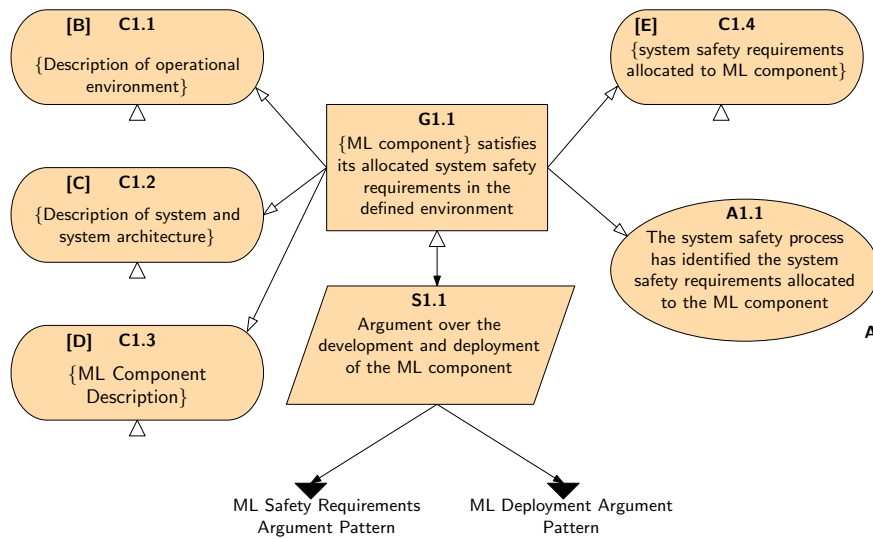 [B] C1.1
{Description of operational
environment}
[E] C1.4
{system safety requirements
allocated to ML component}
G1.1
{ML component} satisfies
its allocated system safety
requirements in the
defined environment
[C] C1.2
{Description of system and
system architecture}
A1.1
The system safety process
has identified the system
safety requirements allocated
to the ML component
A
S1.1
Argument over the
development and deployment
of the ML component
[D] C1.3
{ML Component
Description}
ML Safety Requirements
Argument Pattern
ML Deployment Argument
Pattern